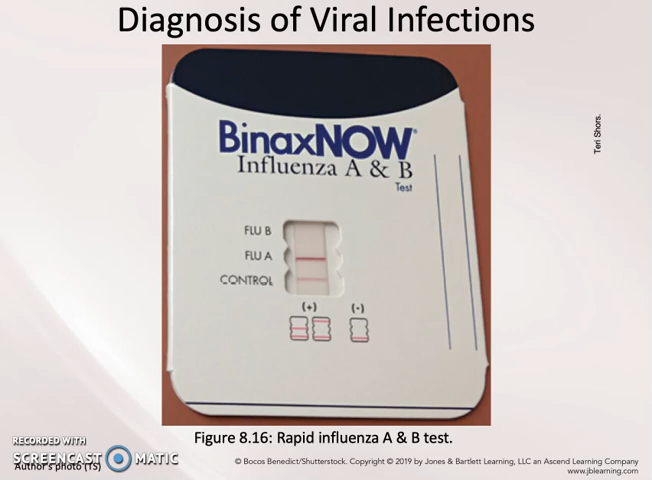 Diagnosis of Viral Infections
Teri Shors.
BinaxNOW®
Influenza A & B
Test
FLU B
FLU A
CONTROL
(+) (-)
Figure 8.16: Rapid influenza A & B test.
RECORDED WITH
SCREENCAST MATIC
Author's photo (TS)
© Bocos Benedict/Shutterstock. Copyright © 2019 by Jones & Bartlett Learning, LLC an Ascend Learning Company
www.jblearning.com